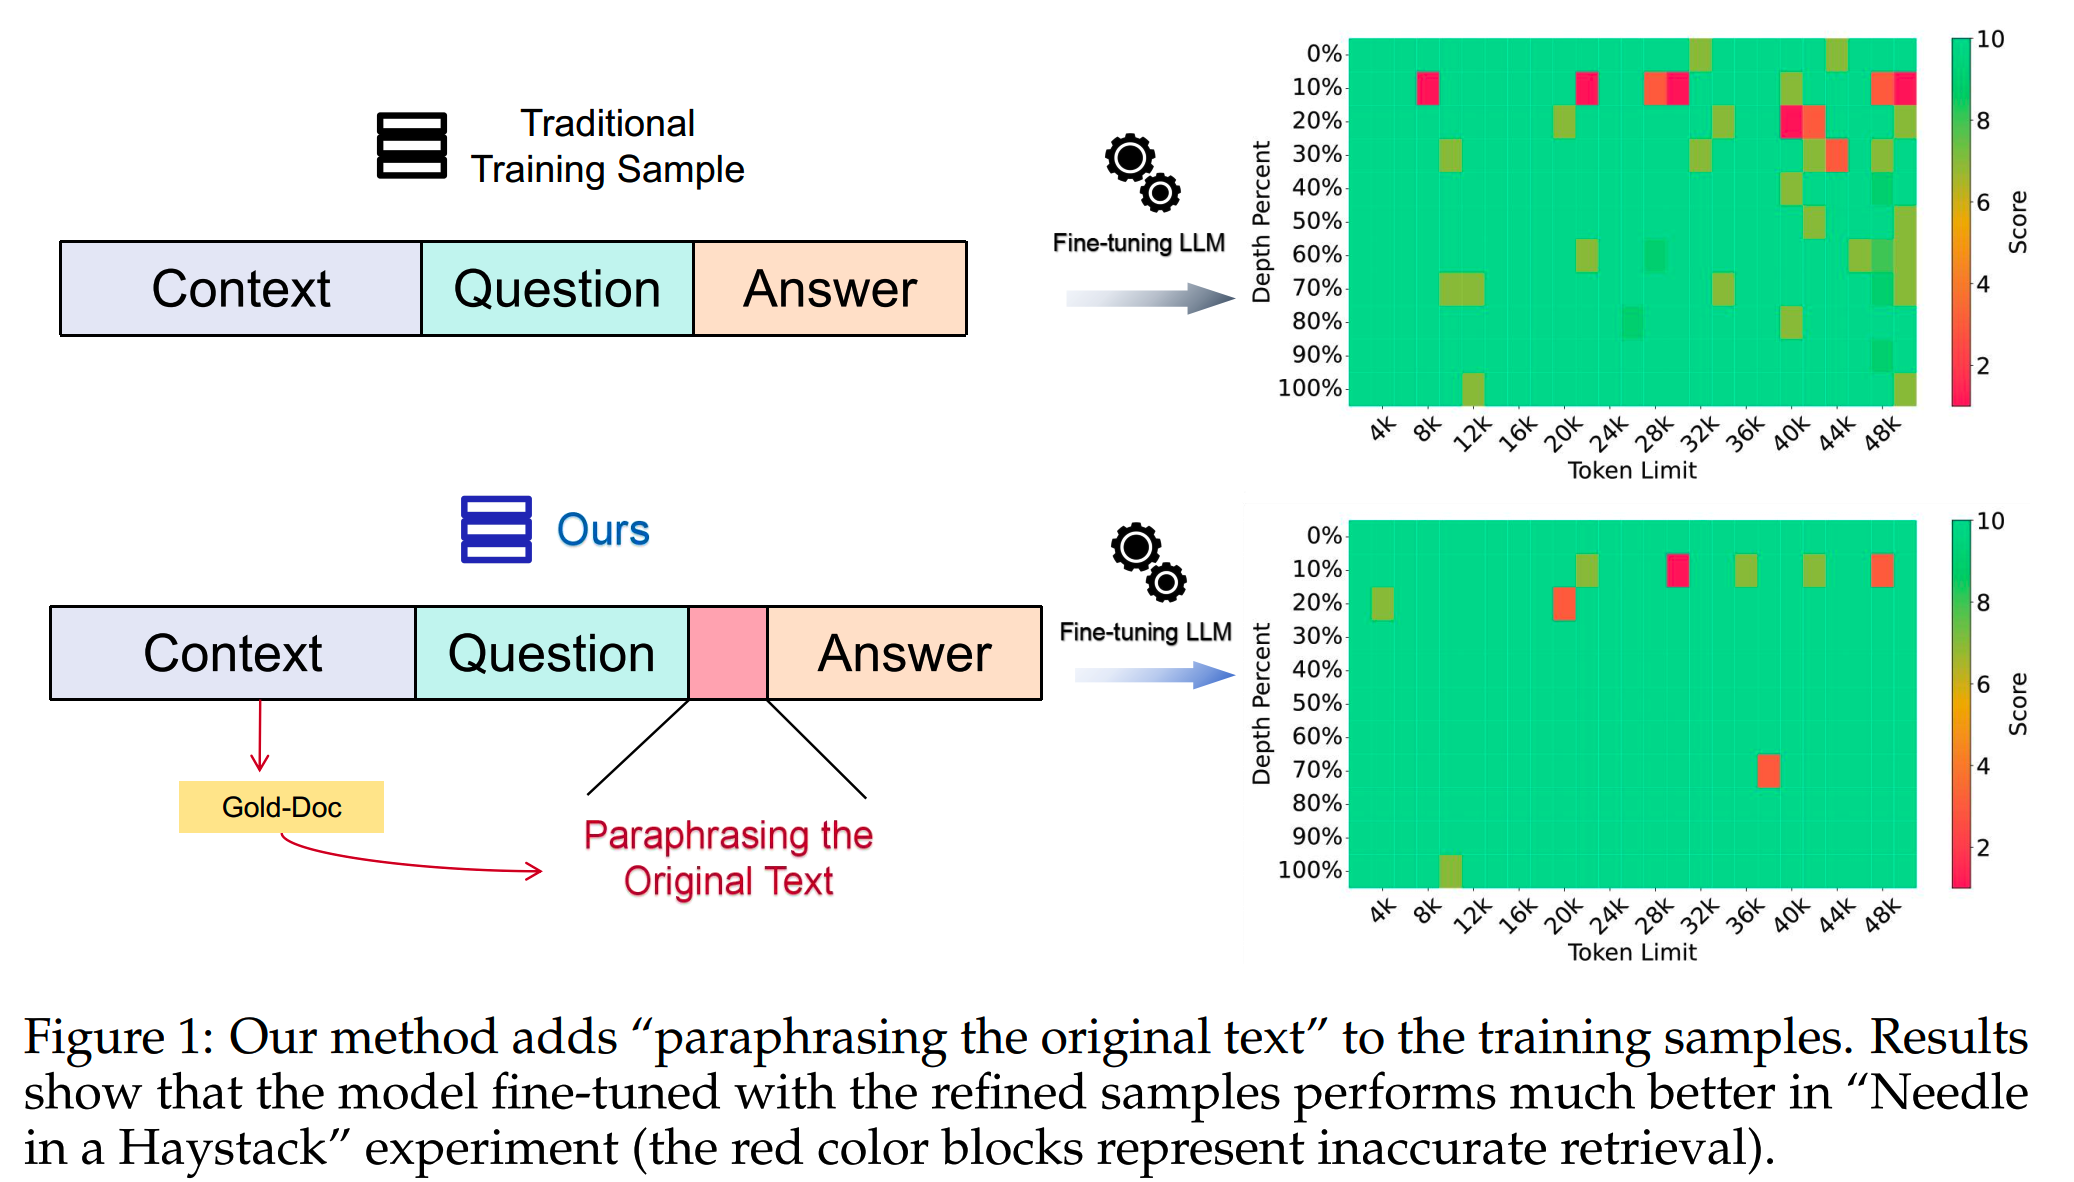 Traditional
Training Sample
Context
Question
Answer
Fine-tuning LLM
Depth Percent
0%
10%
20%
30%
40%
50%
60%
70%
80%
90%
100%
4k
8k
12k
16k
20k
24k
28k
32k
36k
40k
44k
48k
Token Limit
10
8
6
4
2
Score
Ours
Context
Question
Answer
Gold-Doc
Paraphrasing the
Original Text
Fine-tuning LLM
Depth Percent
0%
10%
20%
30%
40%
50%
60%
70%
80%
90%
100%
4k
8k
12k
16k
20k
24k
28k
32k
36k
40k
44k
48k
Token Limit
10
8
6
4
2
Score
Figure 1: Our method adds “paraphrasing the original text” to the training samples. Results
show that the model fine-tuned with the refined samples performs much better in “Needle
in a Haystack” experiment (the red color blocks represent inaccurate retrieval).